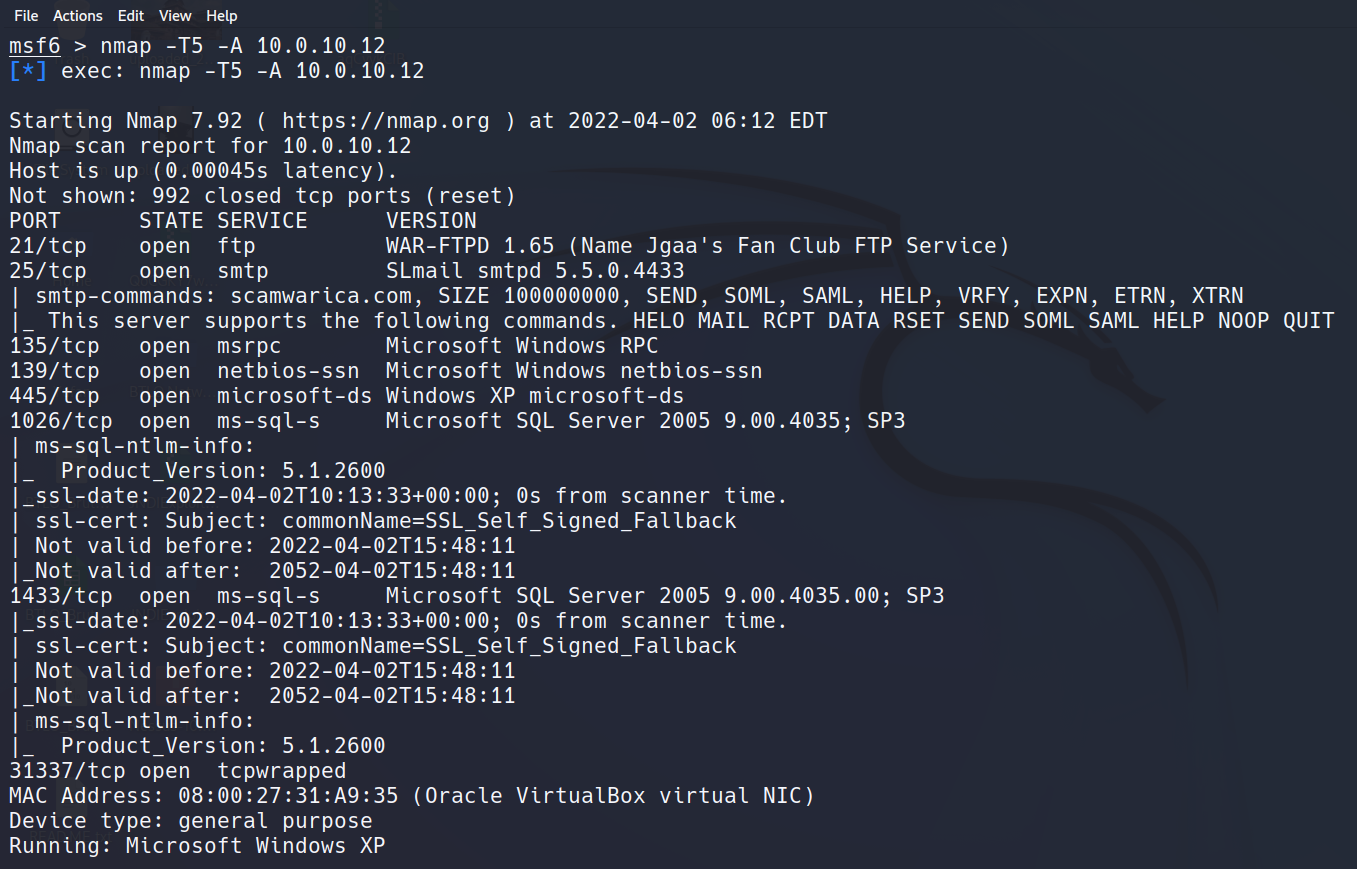 File Actions Edit View Help
msf6 > nmap -T5 -A 10.0.10.12
[*] exec: nmap -T5 -A 10.0.10.12
Starting Nmap 7.92 ( https://nmap.org ) at 2022-04-02 06:12 EDT
Nmap scan report for 10.0.10.12
Host is up (0.00045s latency).
Not shown: 992 closed tcp ports (reset)
PORT      STATE SERVICE      VERSION
21/tcp    open  ftp          WAR-FTPD 1.65 (Name Jgaa's Fan Club FTP Service)
25/tcp    open  smtp         SLmail smtpd 5.5.0.4433
| smtp-commands: scamwarica.com, SIZE 100000000, SEND, SOML, SAML, HELP, VRFY, EXPN, ETRN, XTRN
|_ This server supports the following commands. HELO MAIL RCPT DATA RSET SEND SOML SAML HELP NOOP QUIT
135/tcp   open  msrpc        Microsoft Windows RPC
139/tcp   open  netbios-ssn  Microsoft Windows netbios-ssn
445/tcp   open  microsoft-ds Windows XP microsoft-ds
1026/tcp  open  ms-sql-s     Microsoft SQL Server 2005 9.00.4035; SP3
| ms-sql-ntlm-info:
|_  Product_Version: 5.1.2600
|_ssl-date: 2022-04-02T10:13:33+00:00; 0s from scanner time.
| ssl-cert: Subject: commonName=SSL_Self_Signed_Fallback
| Not valid before: 2022-04-02T15:48:11
|_Not valid after:  2052-04-02T15:48:11
1433/tcp  open  ms-sql-s     Microsoft SQL Server 2005 9.00.4035.00; SP3
|_ssl-date: 2022-04-02T10:13:33+00:00; 0s from scanner time.
| ssl-cert: Subject: commonName=SSL_Self_Signed_Fallback
| Not valid before: 2022-04-02T15:48:11
|_Not valid after:  2052-04-02T15:48:11
| ms-sql-ntlm-info:
|_  Product_Version: 5.1.2600
31337/tcp open  tcpwrapped
MAC Address: 08:00:27:31:A9:35 (Oracle VirtualBox virtual NIC)
Device type: general purpose
Running: Microsoft Windows XP